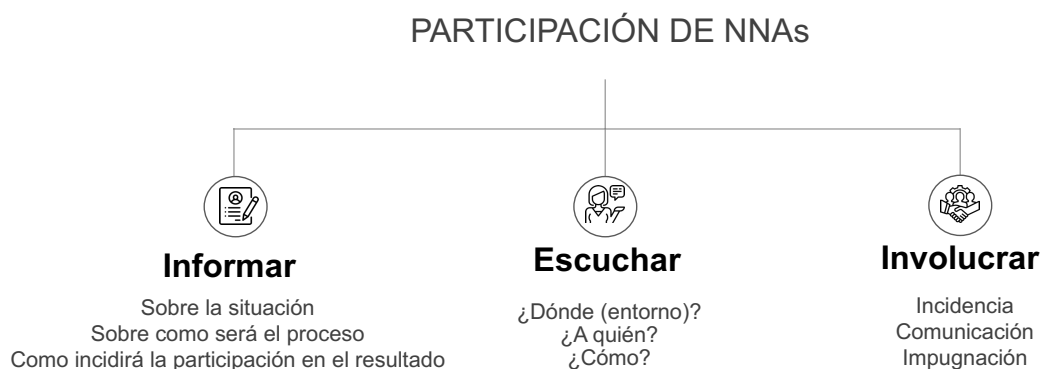 PARTICIPACIÓN DE NNAs
Informar
Sobre la situación
Sobre como será el proceso
Como incidirá la participación en el resultado
Escuchar
¿Dónde (entorno)?
¿A quién?
¿Cómo?
Involucrar
Incidencia
Comunicación
Impugnación